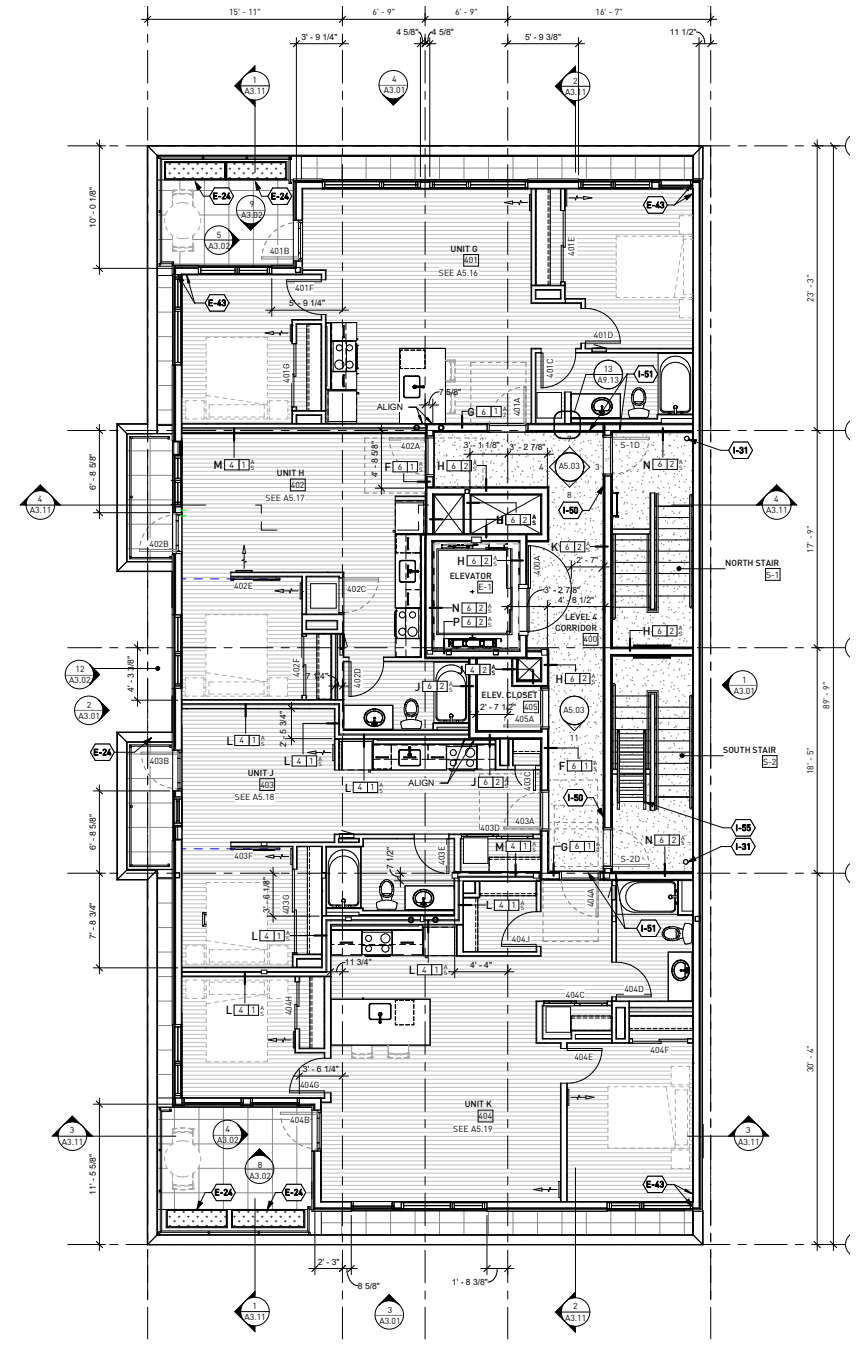 15' - 11"
6' - 9"
6' - 9"
16' - 7"
3' - 9 1/4"
4 5/8"
4 5/8"
5' - 9 3/8"
11 1/2"
1
A3.11
4
A3.01
2
A3.11
10' - 0 1/8"
E-24
E-24
9
A3.02
5
A3.02
401B
UNIT G
401
SEE A5.16
401E
E-43
23' - 3"
E-43
401F
5' - 9 1/4"
401D
401G
401C
13
A9.13
I-51
7 5/8"
ALIGN
G 6 1
401A
6' - 8 5/8"
M 4 1
UNIT H
402
SEE A5.17
402A
4' - 8 5/8"
F 6 1
H 6 2
3' - 1 1/8"
3' - 2 7/8"
4
A5.03
3
8
S-1D
N 6 2
I-31
4
A3.11
4
A3.11
I-50
H 6 2
402B
K 6 2
17' - 9"
H 6 2
400A
2' - 7"
ELEVATOR
E-1
NORTH STAIR
S-1
402E
402C
3' - 2 7/8"
4' - 8 1/2"
N 6 2
P 6 2
LEVEL 4
CORRIDOR
400
H 6 2
89' - 9"
12
A3.02
4' - 3 3/8"
402F
7 1/4"
402D
J 6 2
4 2
H 6 2
ELEV. CLOSET
405
1
A3.01
2
A3.01
2' - 7 1/2"
405A
A5.03
11
E-24
L 4 1
2' - 5 3/4"
403B
L 4 1
SOUTH STAIR
S-2
UNIT J
403
SEE A5.18
L 4 1
ALIGN
J 6 2
403C
F 6 1
18' - 5"
I-50
403A
403D
I-55
6' - 8 5/8"
403F
403E
M 4 1
G 6 1
N 6 2
I-31
S-2D
7 1/2"
3' - 6 1/8"
403G
7' - 8 3/4"
L 4 1
404A
I-51
L 4 1
404J
11 3/4"
L 4 1
4' - 4"
404D
404C
L 4 1
404H
404F
404E
3' - 6 1/4"
404G
30' - 4"
UNIT K
404
SEE A5.19
404B
3
A3.11
4
A3.02
3
A3.11
11' - 5 5/8"
8
A3.02
E-24
E-24
E-43
2' - 3"
8 5/8"
1' - 8 3/8"
1
A3.11
3
A3.01
2
A3.11